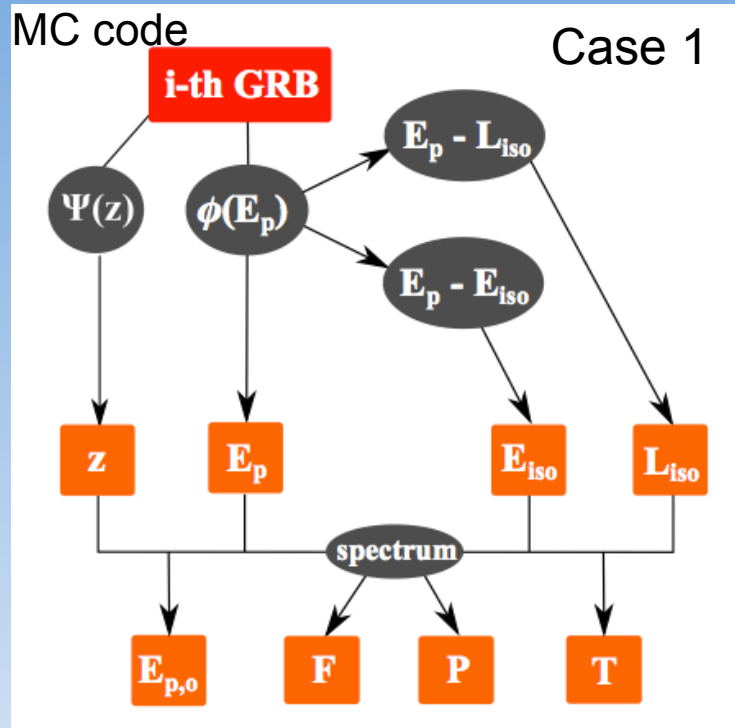 MC code
Case 1
i-th GRB
Eₚ - Lᵢₛₒ
Ψ(z)
ϕ(Eₚ)
Eₚ - Eᵢₛₒ
z
Eₚ
Eᵢₛₒ
Lᵢₛₒ
spectrum
Eₚ,ₒ
F
P
T